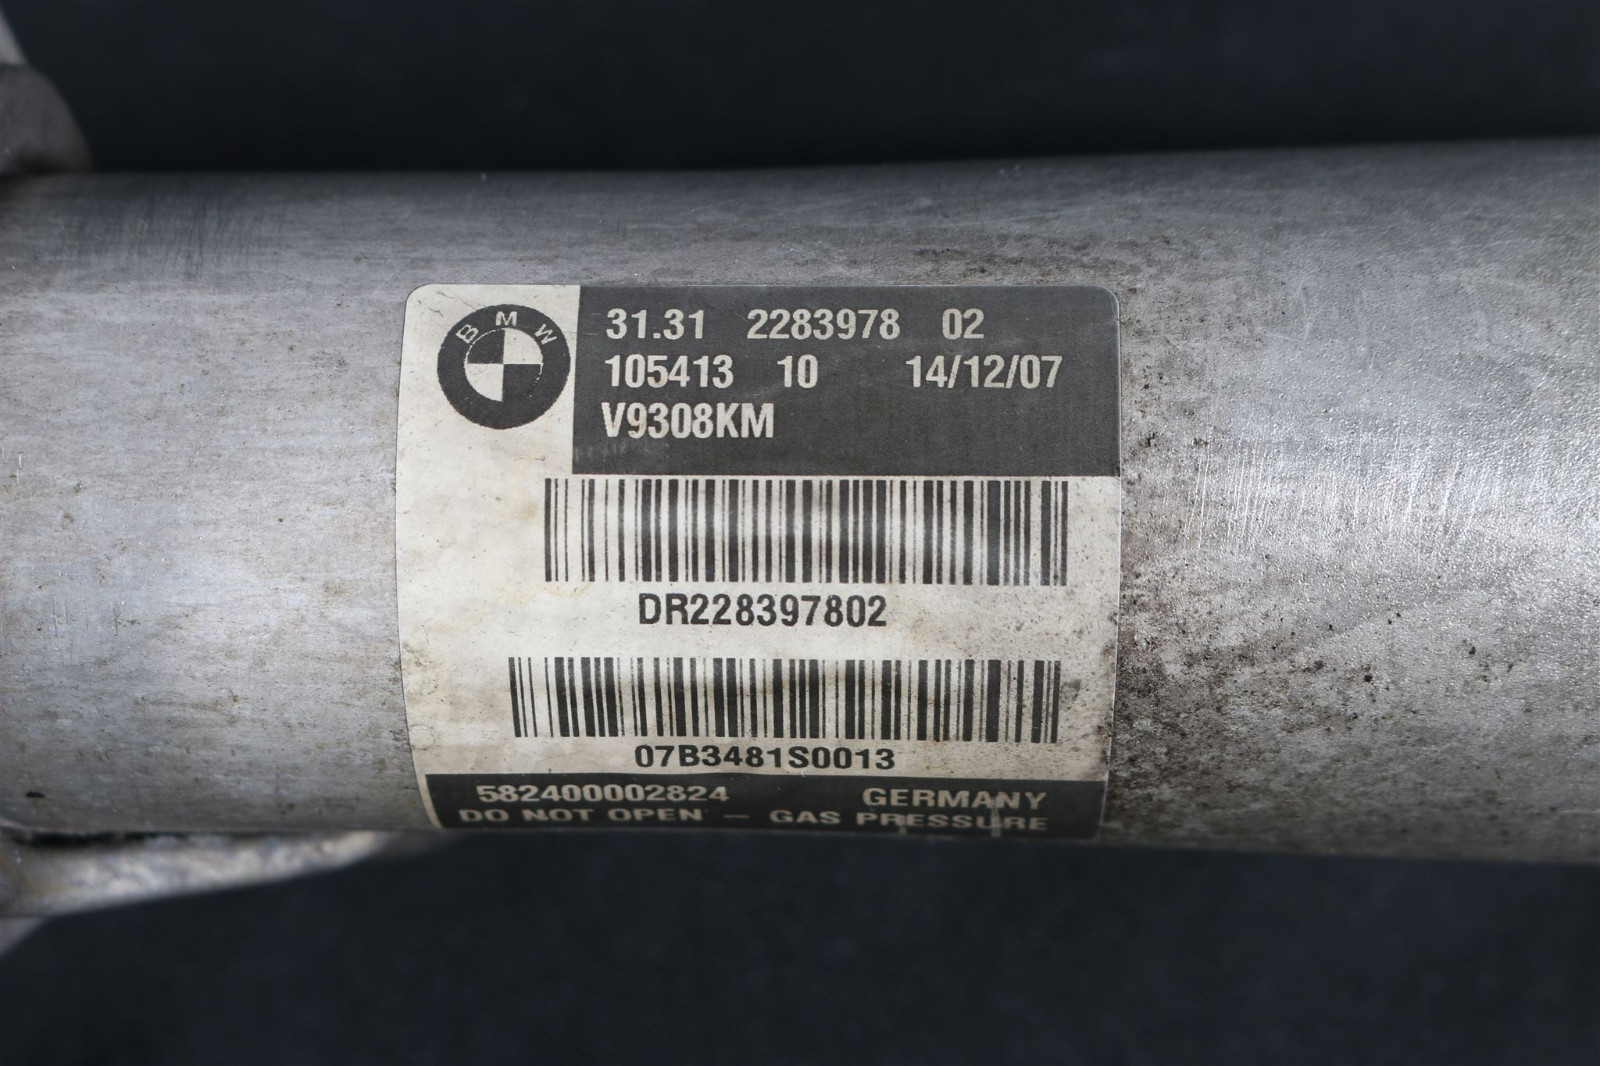 BMW
31.31 2283978 02
105413 10 14/12/07
V9308KM
DR228397802
07B3481S0013
582400002824 GERMANY
DO NOT OPEN - GAS PRESSURE